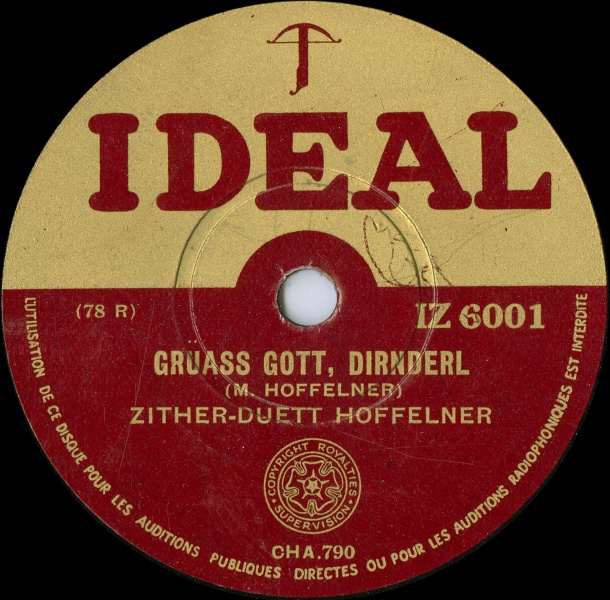 IDEAL
(78 R)
IZ 6001
GRÜASS GOTT, DIRNDERL
(M. HOFFELNER)
ZITHER-DUETT HOFFELNER
COPYRIGHT ROYALTIES
SUPERVISION
CHA.790
L'UTILISATION DE CE DISQUE POUR LES AUDITIONS PUBLIQUES DIRECTES OU POUR LES AUDITIONS RADIOPHONIQUES EST INTERDITE